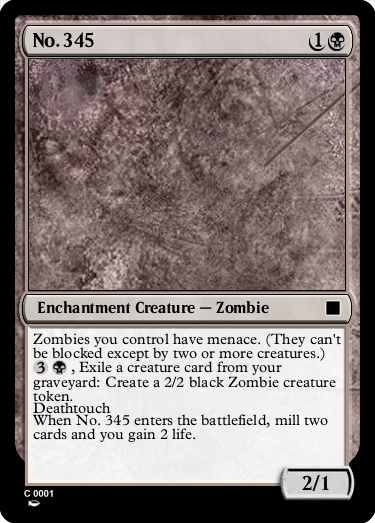 No. 345 1
Enchantment Creature — Zombie
Zombies you control have menace. (They can't
be blocked except by two or more creatures.)
3 , Exile a creature card from your
graveyard: Create a 2/2 black Zombie creature
token.
Deathtouch
When No. 345 enters the battlefield, mill two
cards and you gain 2 life.
2/1
C 0001